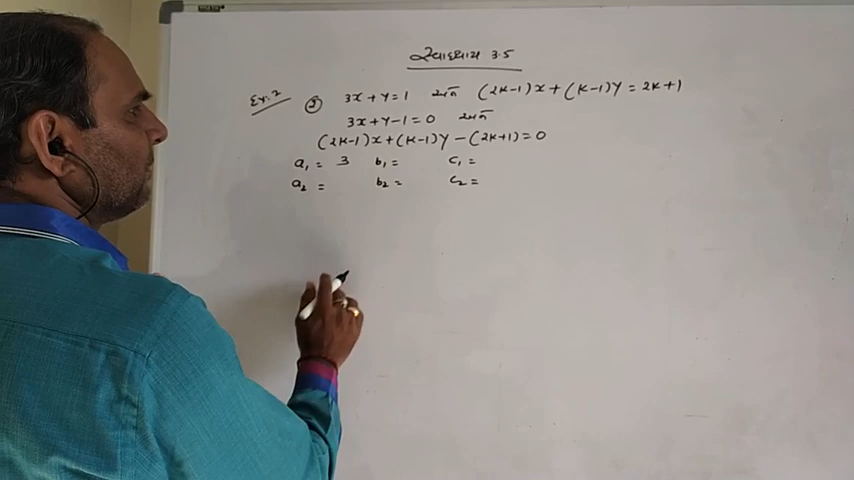 સ્વાધ્યાય 3.5
Ex. 2 ② 3x+y=1 અને (2k-1)x+(k-1)y=2k+1
3x+y-1=0 અને
(2k-1)x+(k-1)y-(2k+1)=0
a₁ = 3 b₁ = c₁ =
a₂ = b₂ = c₂ =